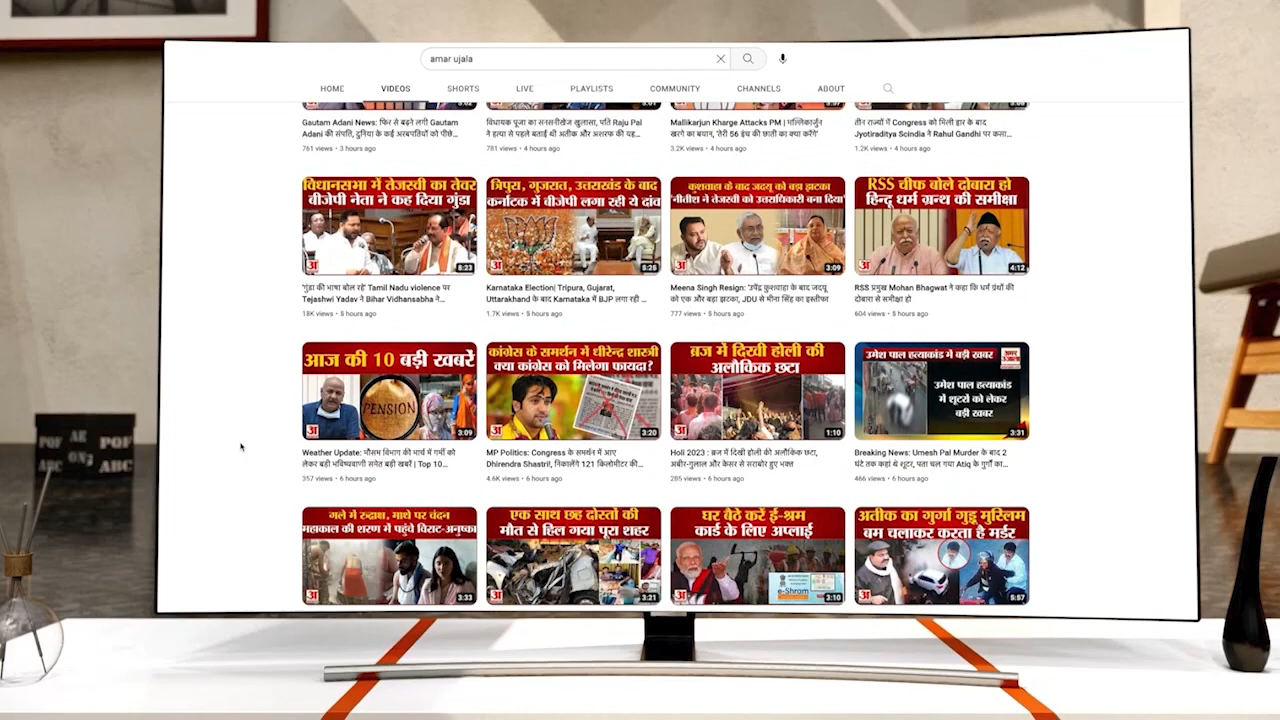 amar ujala
HOME VIDEOS SHORTS LIVE PLAYLISTS COMMUNITY CHANNELS ABOUT
Gautam Adani News: फिर से बढ़ने लगी Gautam
Adani की संपत्ति, दुनिया के कई अरबपतियों को पीछे...
761 views • 3 hours ago
विधायक पूजा का सनसनीखेज खुलासा, पति Raju Pal
ने हत्या से पहले बताई थी अतीक और अशरफ की यह...
781 views • 4 hours ago
Mallikarjun Kharge Attacks PM | मल्लिकार्जुन
खरगे का बयान, 'तेरी 56 इंच की छाती का क्या करेंगे'
3.2K views • 4 hours ago
तीन राज्यों में Congress को मिली हार के बाद
Jyotiraditya Scindia ने Rahul Gandhi पर कसा...
1.2K views • 4 hours ago
विधानसभा में तेजस्वी का तेवर
बीजेपी नेता ने कह दिया गुंडा
अ
8:23
'गुंडा की भाषा बोल रहे' Tamil Nadu violence पर
Tejashwi Yadav ने Bihar Vidhansabha ने...
18K views • 5 hours ago
त्रिपुरा, गुजरात, उत्तराखंड के बाद
कर्नाटक में बीजेपी लगा रही ये दांव
अ
5:25
Karnataka Election| Tripura, Gujarat,
Uttarakhand के बाद Karnataka में BJP लगा रही ...
1.7K views • 5 hours ago
कुशवाहा के बाद जदयू को बड़ा झटका
'नीतीश ने तेजस्वी को उत्तराधिकारी बना दिया'
अ
3:09
Meena Singh Resign: 'उपेंद्र कुशवाहा के बाद जदयू
को एक और बड़ा झटका, JDU से मीना सिंह का इस्तीफा
777 views • 5 hours ago
RSS चीफ बोले दोबारा हो
हिन्दू धर्म ग्रन्थ की समीक्षा
अ
4:12
RSS प्रमुख Mohan Bhagwat ने कहा कि धर्म ग्रंथों की
दोबारा से समीक्षा हो
604 views • 5 hours ago
आज की 10 बड़ी खबरें
PENSION
अ
3:09
Weather Update: मौसम विभाग की मार्च में गर्मी को
लेकर बड़ी भविष्यवाणी समेत बड़ी खबरें | Top 10...
357 views • 6 hours ago
कांग्रेस के समर्थन में धीरेन्द्र शास्त्री
क्या कांग्रेस को मिलेगा फायदा?
अ
3:20
MP Politics: Congress के समर्थन में आए
Dhirendra Shastri!, निकालेंगे 121 किलोमीटर की...
4.6K views • 6 hours ago
ब्रज में दिखी होली की
अलौकिक छटा
अ
1:10
Holi 2023 : ब्रज में दिखी होली की अलौकिक छटा,
अबीर-गुलाल और केसर से सराबोर हुए भक्त
285 views • 6 hours ago
उमेश पाल हत्याकांड में बड़ी खबर
अमर उजाला
उमेश पाल हत्याकांड
में शूटरों को लेकर
बड़ी खबर
3:31
Breaking News: Umesh Pal Murder के बाद 2
घंटे तक कहां थे शूटर, पता चल गया Atiq के गुर्गों का...
466 views • 6 hours ago
गले में रुद्राक्ष, माथे पर चंदन
महाकाल की शरण में पहुंचे विराट-अनुष्का
अ
3:33
एक साथ छह दोस्तों की
मौत से हिल गया पूरा शहर
अ
3:21
घर बैठे करें ई-श्रम
कार्ड के लिए अप्लाई
e-Shram
अ
3:10
अतीक का गुर्गा गुड्डू मुस्लिम
बम चलाकर करता है मर्डर
अ
5:57